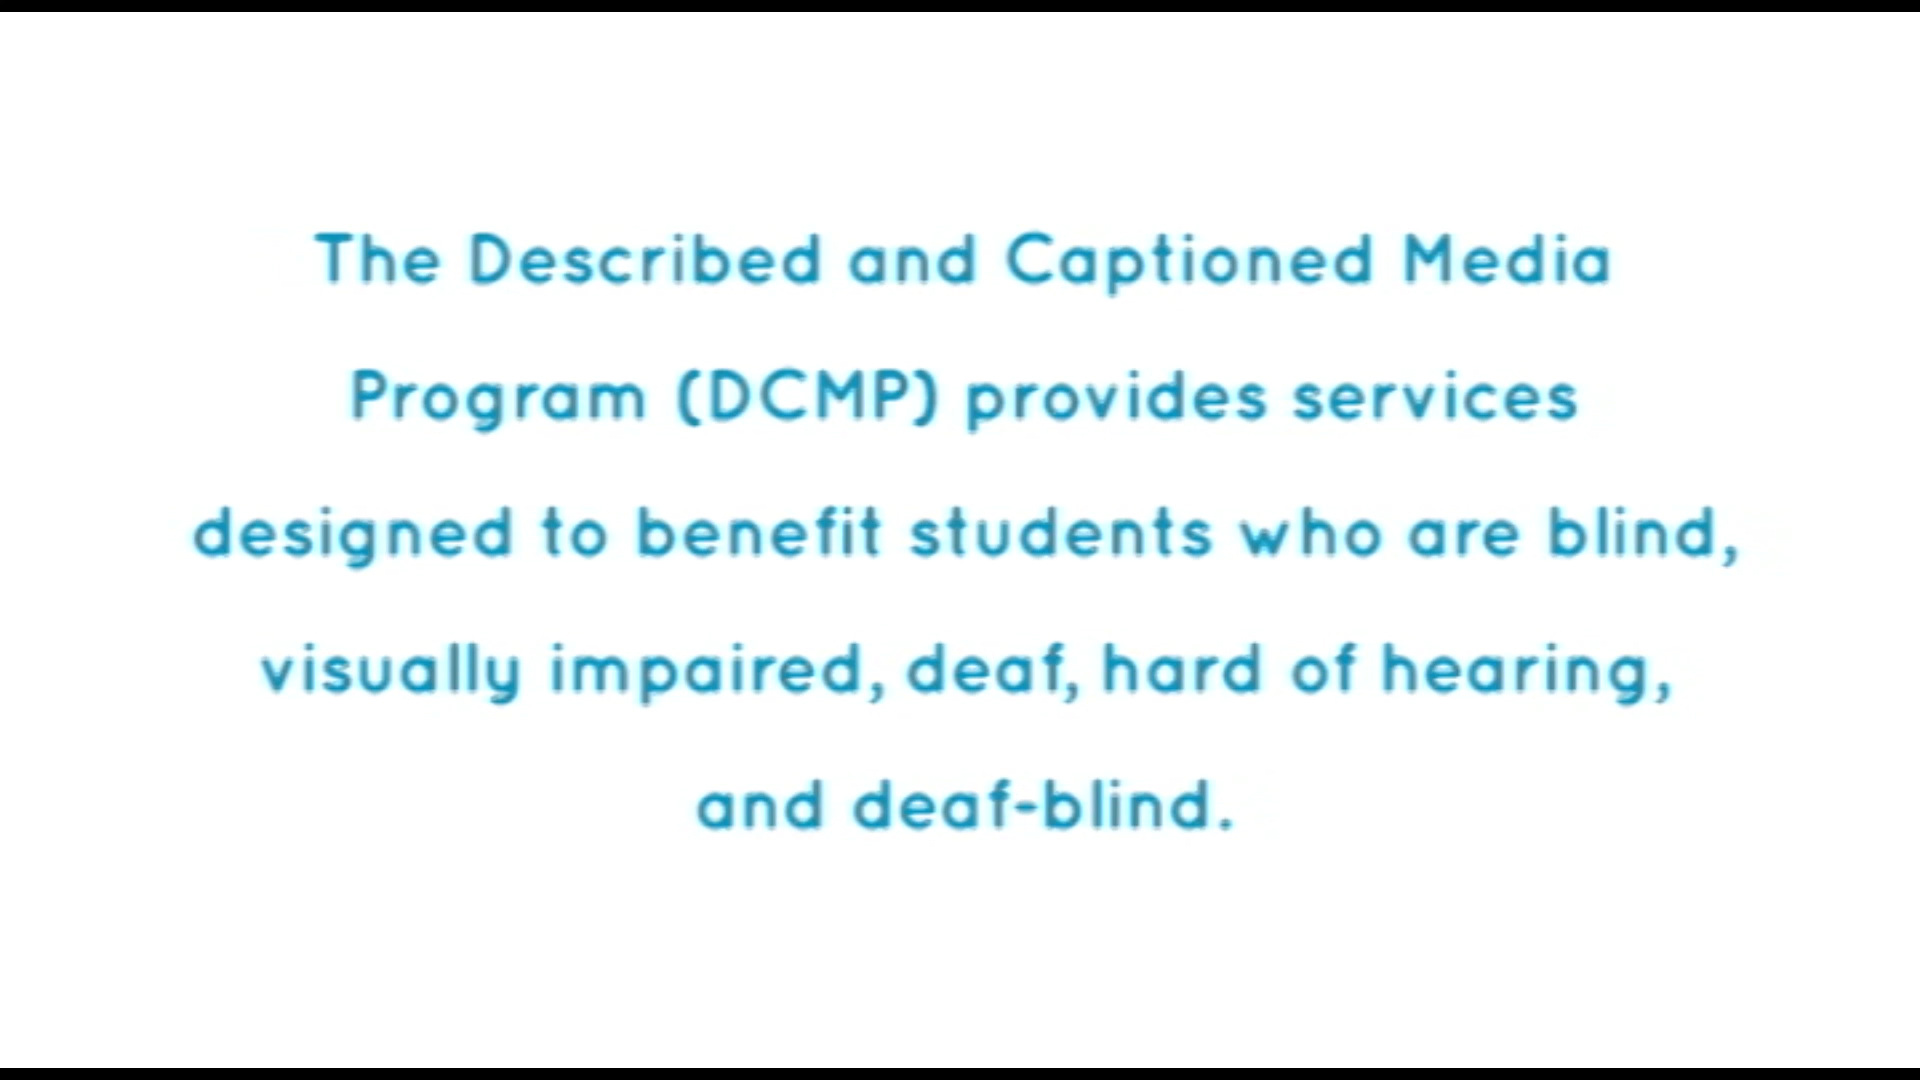 The Described and Captioned Media
Program (DCMP) provides services
designed to benefit students who are blind,
visually impaired, deaf, hard of hearing,
and deaf-blind.